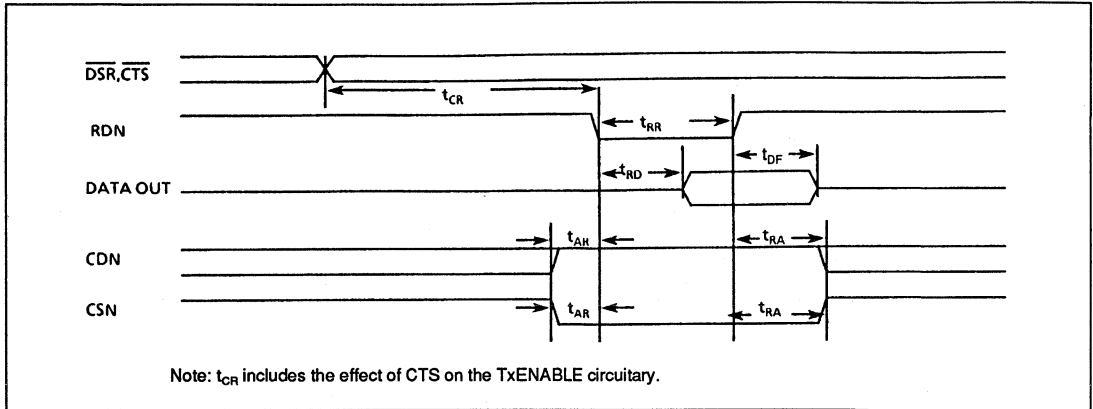 DSR,CTS
tCR
RDN
tRR
tDF
tRD
DATA OUT
tAR
tRA
CDN
CSN
tAR
tRA
Note: tCR includes the effect of CTS on the TxENABLE circuitary.